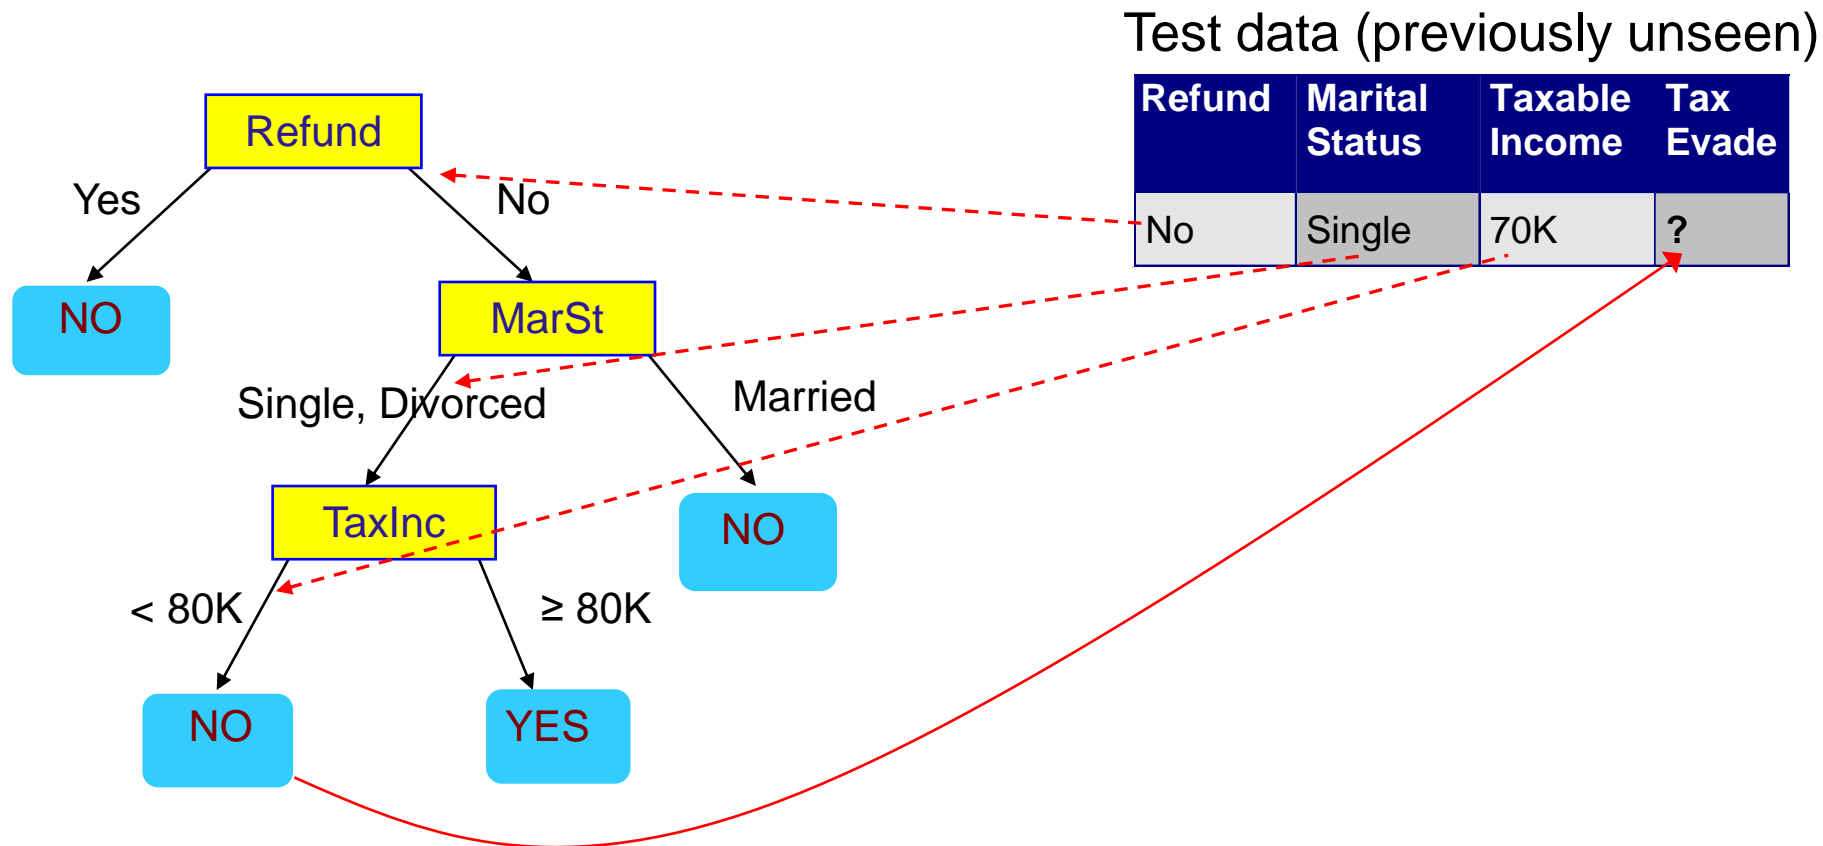 Test data (previously unseen)
Refund Marital Taxable Tax
Status Income Evade
No Single 70K ?
Refund
Yes No
NO
MarSt
Single, Divorced Married
TaxInc
NO
< 80K ≥ 80K
NO YES